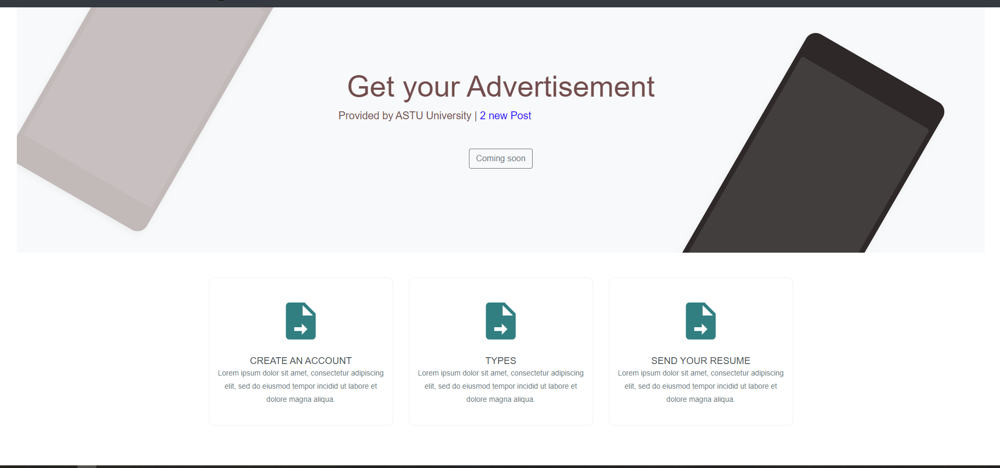 Get your Advertisement
Provided by ASTU University | 2 new Post
Coming soon
CREATE AN ACCOUNT
Lorem ipsum dolor sit amet, consectetur adipiscing
elit, sed do eiusmod tempor incidid ut labore et
dolore magna aliqua.
TYPES
Lorem ipsum dolor sit amet, consectetur adipiscing
elit, sed do eiusmod tempor incidid ut labore et
dolore magna aliqua.
SEND YOUR RESUME
Lorem ipsum dolor sit amet, consectetur adipiscing
elit, sed do eiusmod tempor incidid ut labore et
dolore magna aliqua.